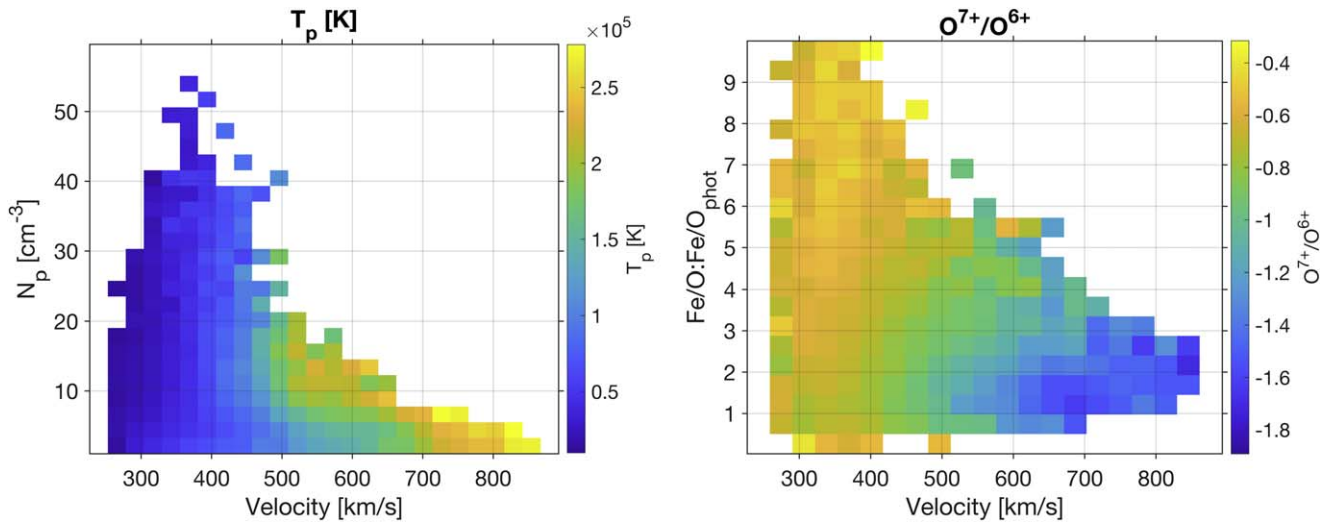 T_p [K]
×10^5
N_p [cm^-3]
50
40
30
20
10
300 400 500 600 700 800
Velocity [km/s]
2.5
2
1.5
1
0.5
T_p [K]
O^7+/O^6+
Fe/O:Fe/O_phot
9
8
7
6
5
4
3
2
1
300 400 500 600 700 800
Velocity [km/s]
-0.4
-0.6
-0.8
-1
-1.2
-1.4
-1.6
-1.8
O^7+/O^6+